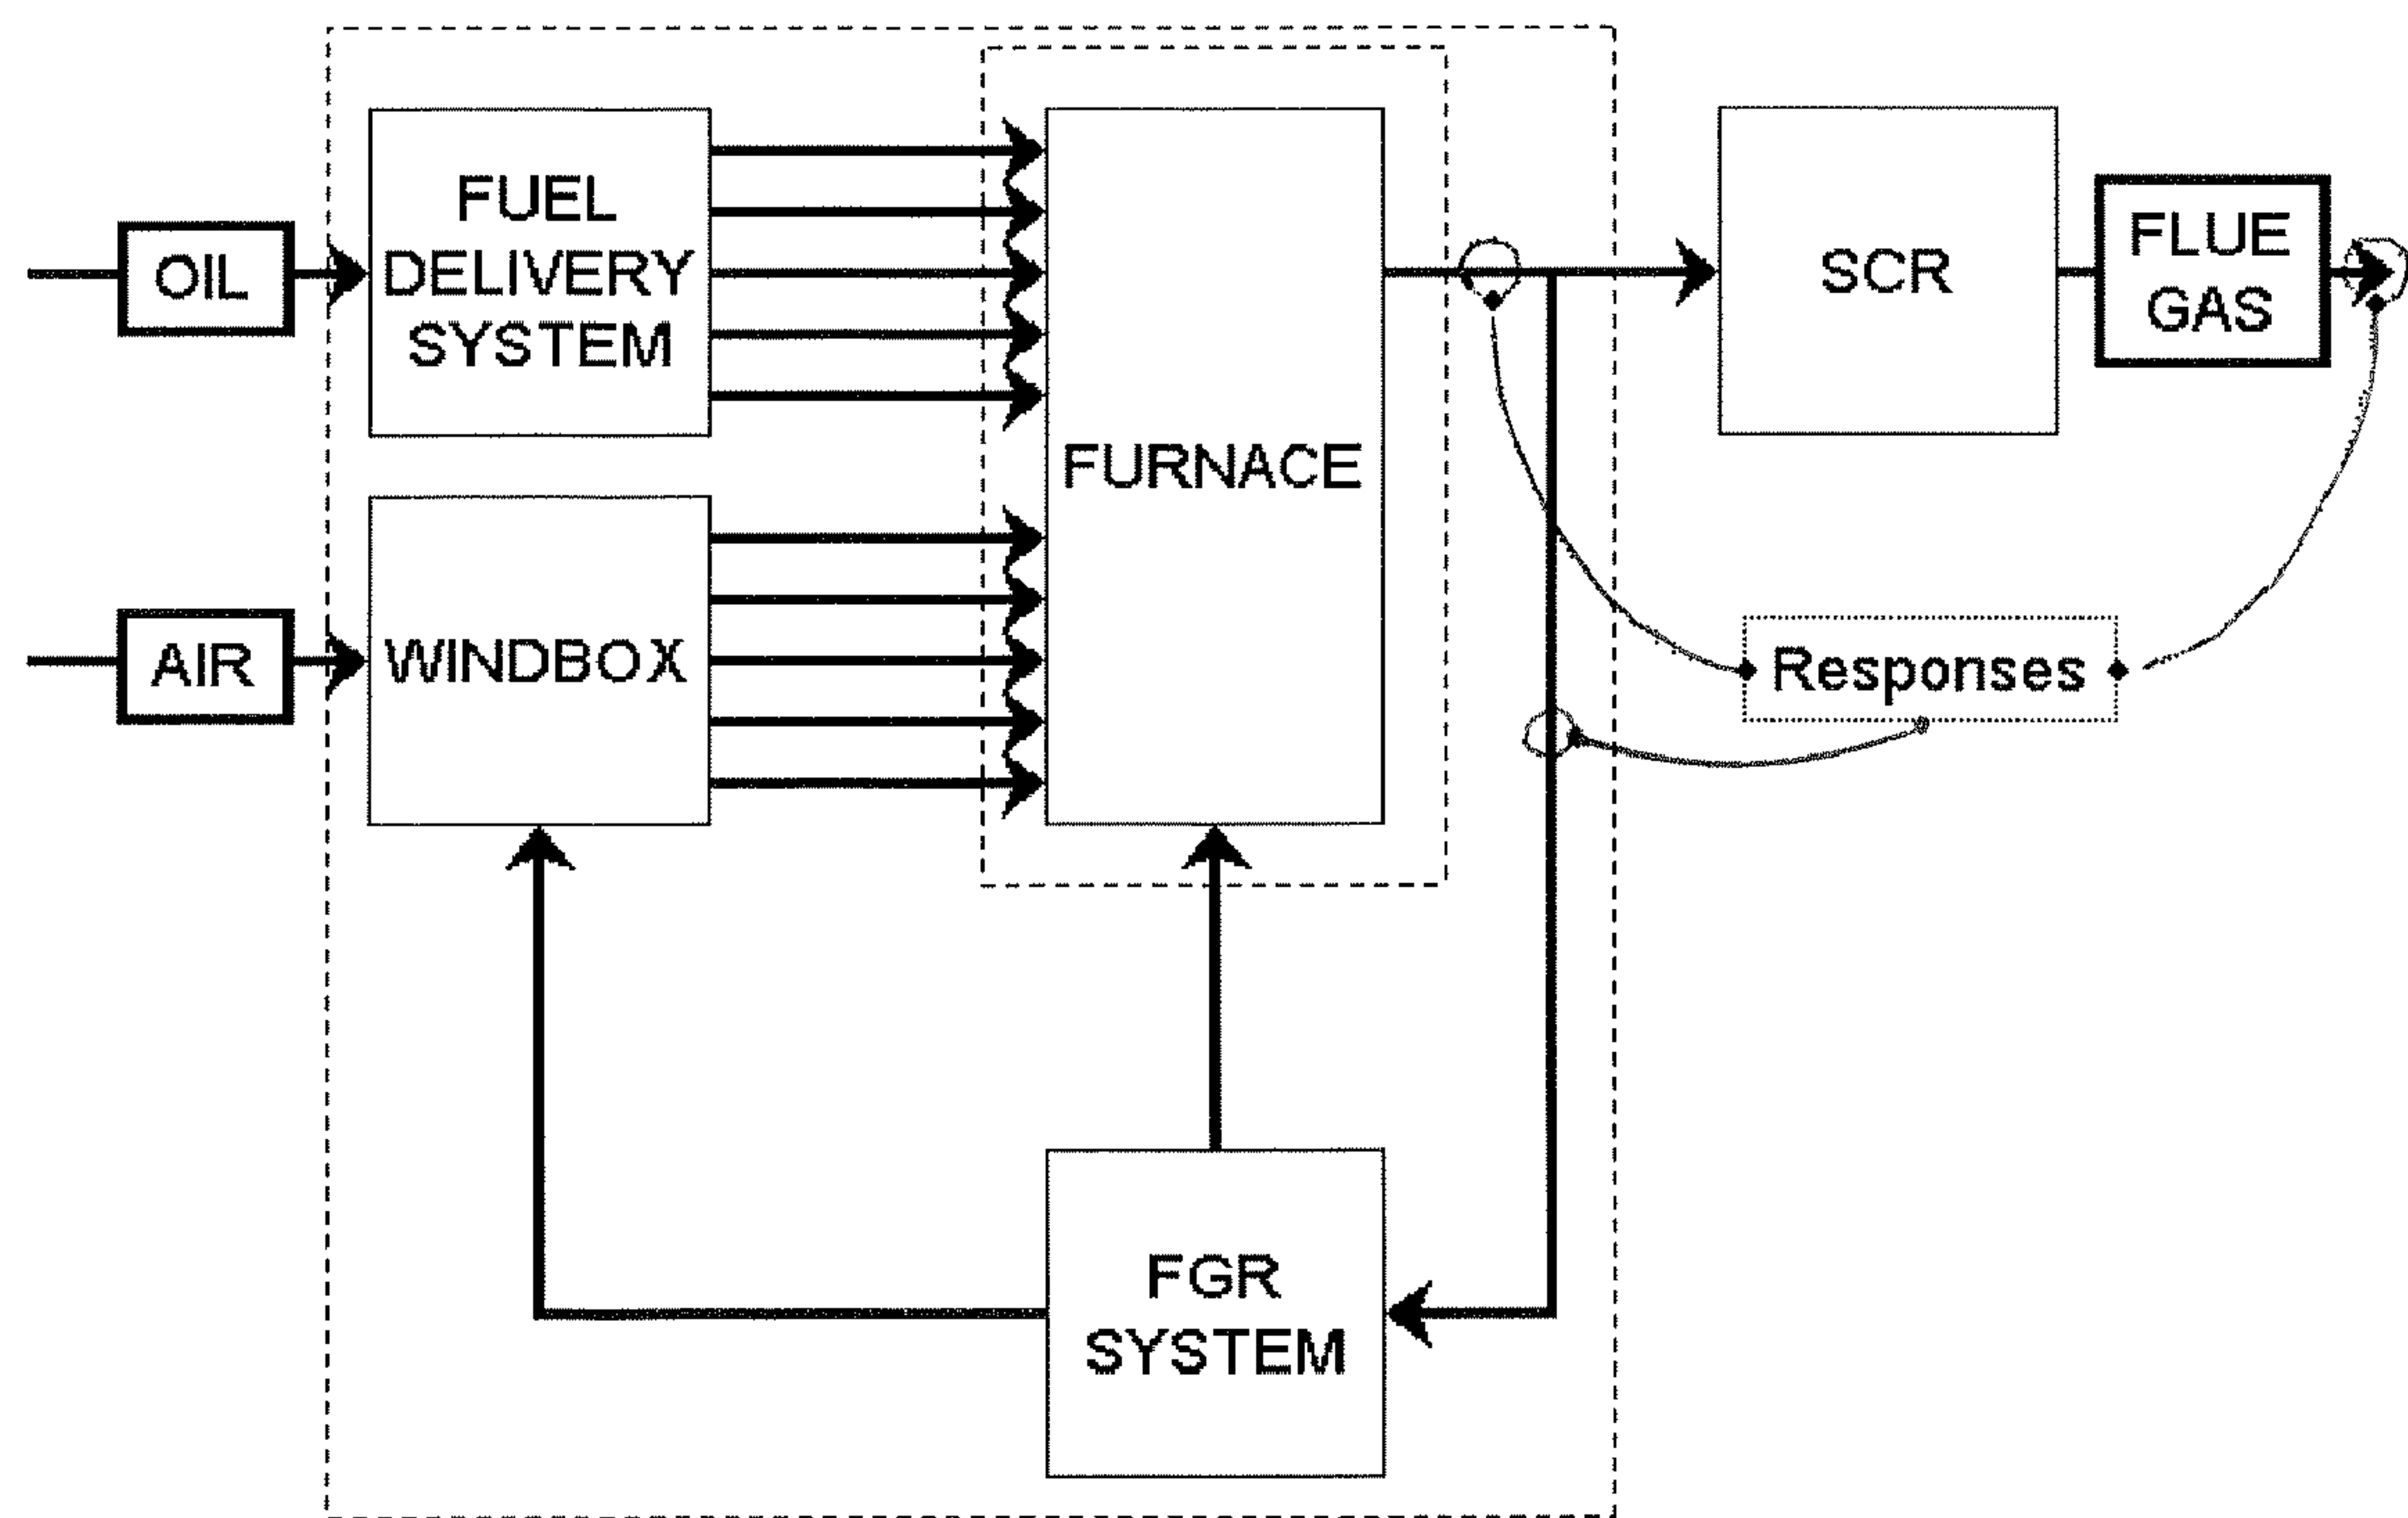 FUEL
DELIVERY
SYSTEM
OIL
FURNACE
SCR
FLUE
GAS
AIR
WINDBOX
Responses
FGR
SYSTEM